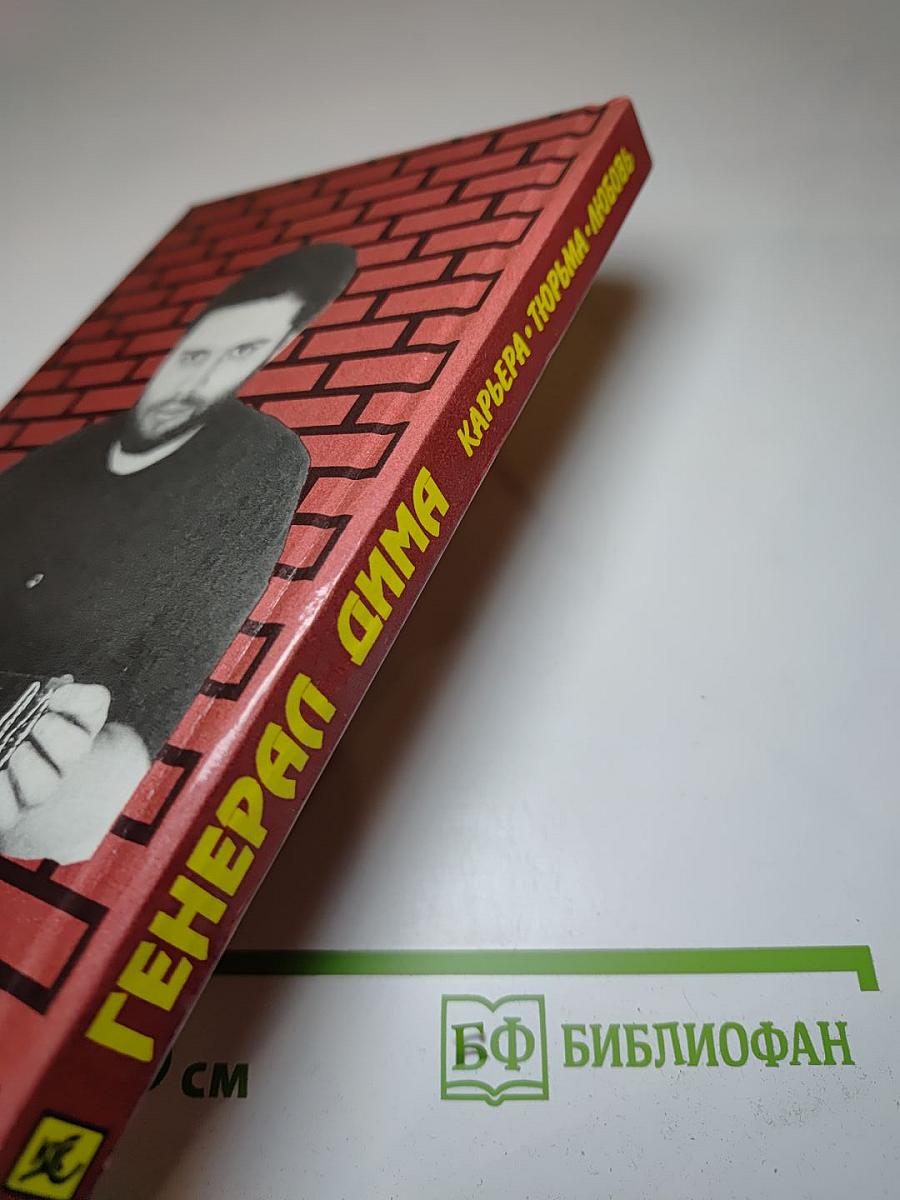 ГЕНЕРАЛ ДИМА КАРЬЕРА • ТЮРЬМА • ЛЮБОВЬ
см
БФ БИБЛИОФАН